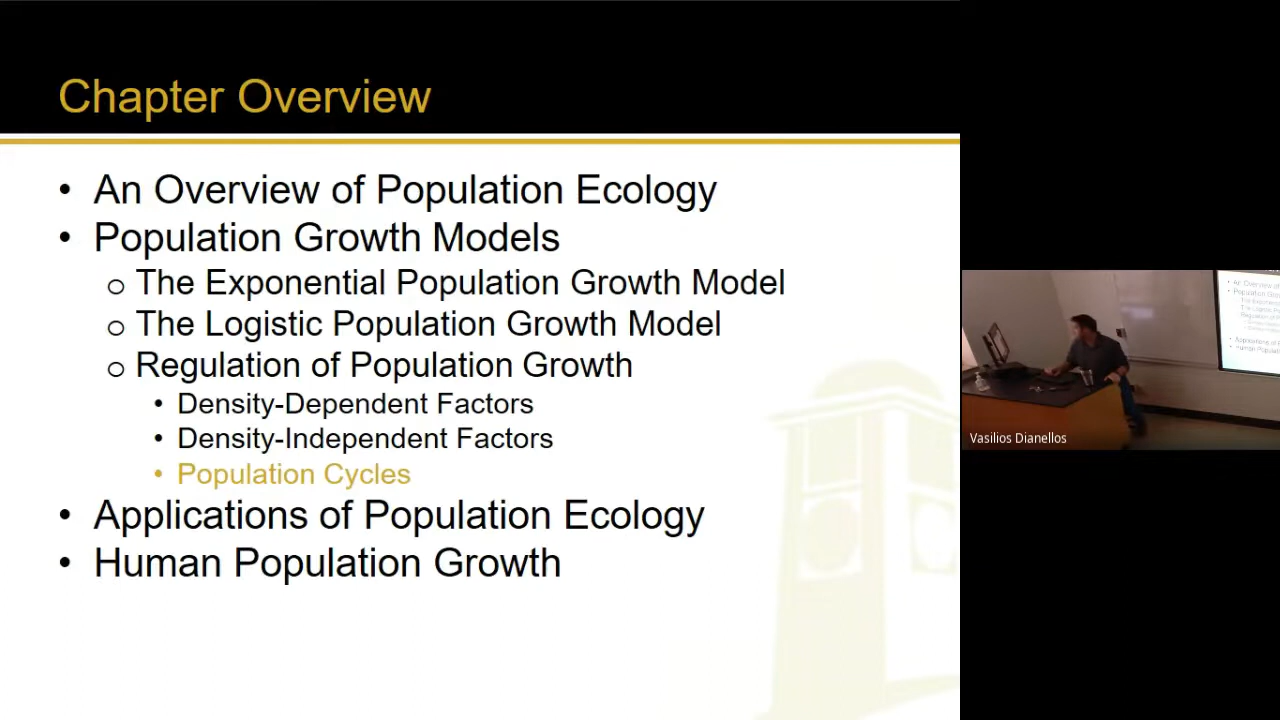 Chapter Overview
• An Overview of Population Ecology
• Population Growth Models
o The Exponential Population Growth Model
o The Logistic Population Growth Model
o Regulation of Population Growth
• Density-Dependent Factors
• Density-Independent Factors
• Population Cycles
• Applications of Population Ecology
• Human Population Growth
Vasilios Dianellos